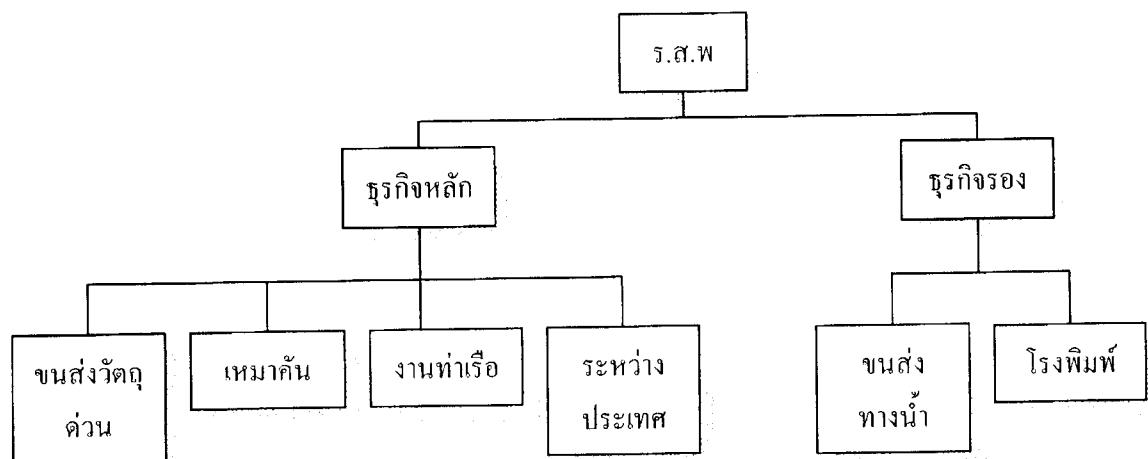 ร.ส.พ
ธุรกิจหลัก
ธุรกิจรอง
ขนส่งวัตถุ
ด่วน
เหมาคัน
งานท่าเรือ
ระหว่าง
ประเทศ
ขนส่ง
ทางน้ำ
โรงพิมพ์